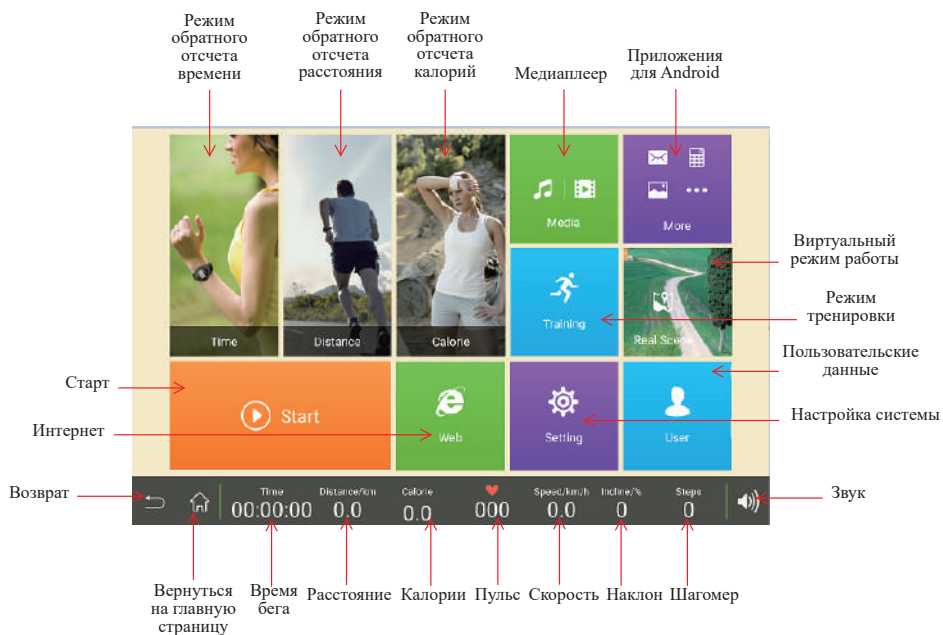 Режим
обратного
отсчета
времени
Режим
обратного
отсчета
расстояния
Режим
обратного
отсчета
калорий
Медиаплеер
Приложения
для Android
Media
More
Виртуальный
режим работы
Time
Distance
Calorie
Training
Real Scene
Режим
тренировки
Пользовательские
данные
Старт
Start
Web
Setting
User
Интернет
Настройка системы
Возврат
Time
00:00:00
Distance/km
0.0
Calorie
0.0
000
Speed/km/h
0.0
Incline/%
0
Steps
0
Звук
Вернуться
на главную
страницу
Время
бега
Расстояние
Калории
Пульс
Скорость
Наклон
Шагомер